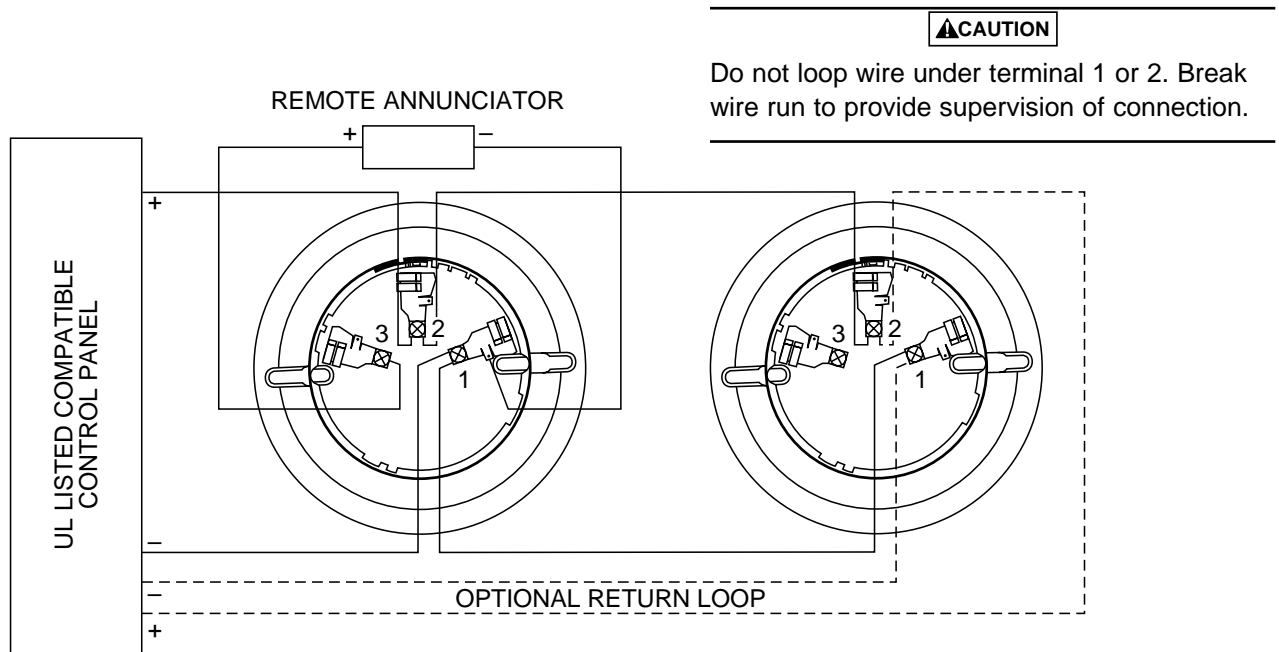 ⚠CAUTION
Do not loop wire under terminal 1 or 2. Break
wire run to provide supervision of connection.
REMOTE ANNUNCIATOR
+ –
+
UL LISTED COMPATIBLE
CONTROL PANEL
3 2
1
3 2
1
–
–
OPTIONAL RETURN LOOP
+